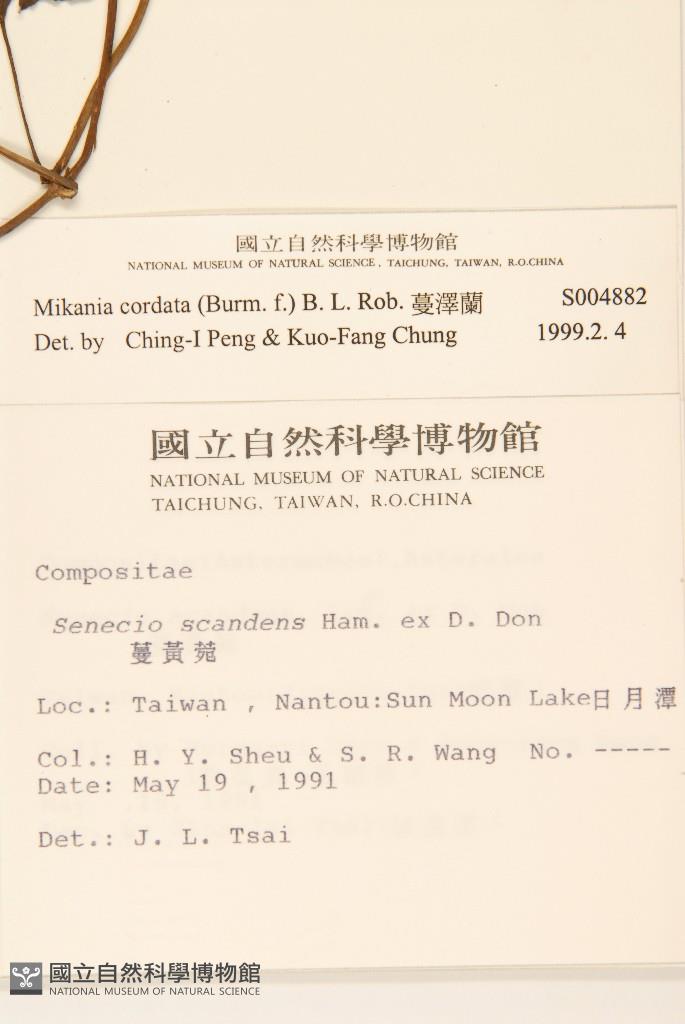 國立自然科學博物館
NATIONAL MUSEUM OF NATURAL SCIENCE, TAICHUNG, TAIWAN, R.O.CHINA
Mikania cordata (Burm. f.) B. L. Rob. 蔓澤蘭 S004882
Det. by Ching-I Peng & Kuo-Fang Chung 1999.2. 4
國立自然科學博物館
NATIONAL MUSEUM OF NATURAL SCIENCE
TAICHUNG, TAIWAN, R.O.CHINA
Compositae
Senecio scandens Ham. ex D. Don
蔓黃菀
Loc.: Taiwan , Nantou:Sun Moon Lake日月潭
Col.: H. Y. Sheu & S. R. Wang No. -----
Date: May 19 , 1991
Det.: J. L. Tsai
國立自然科學博物館
NATIONAL MUSEUM OF NATURAL SCIENCE